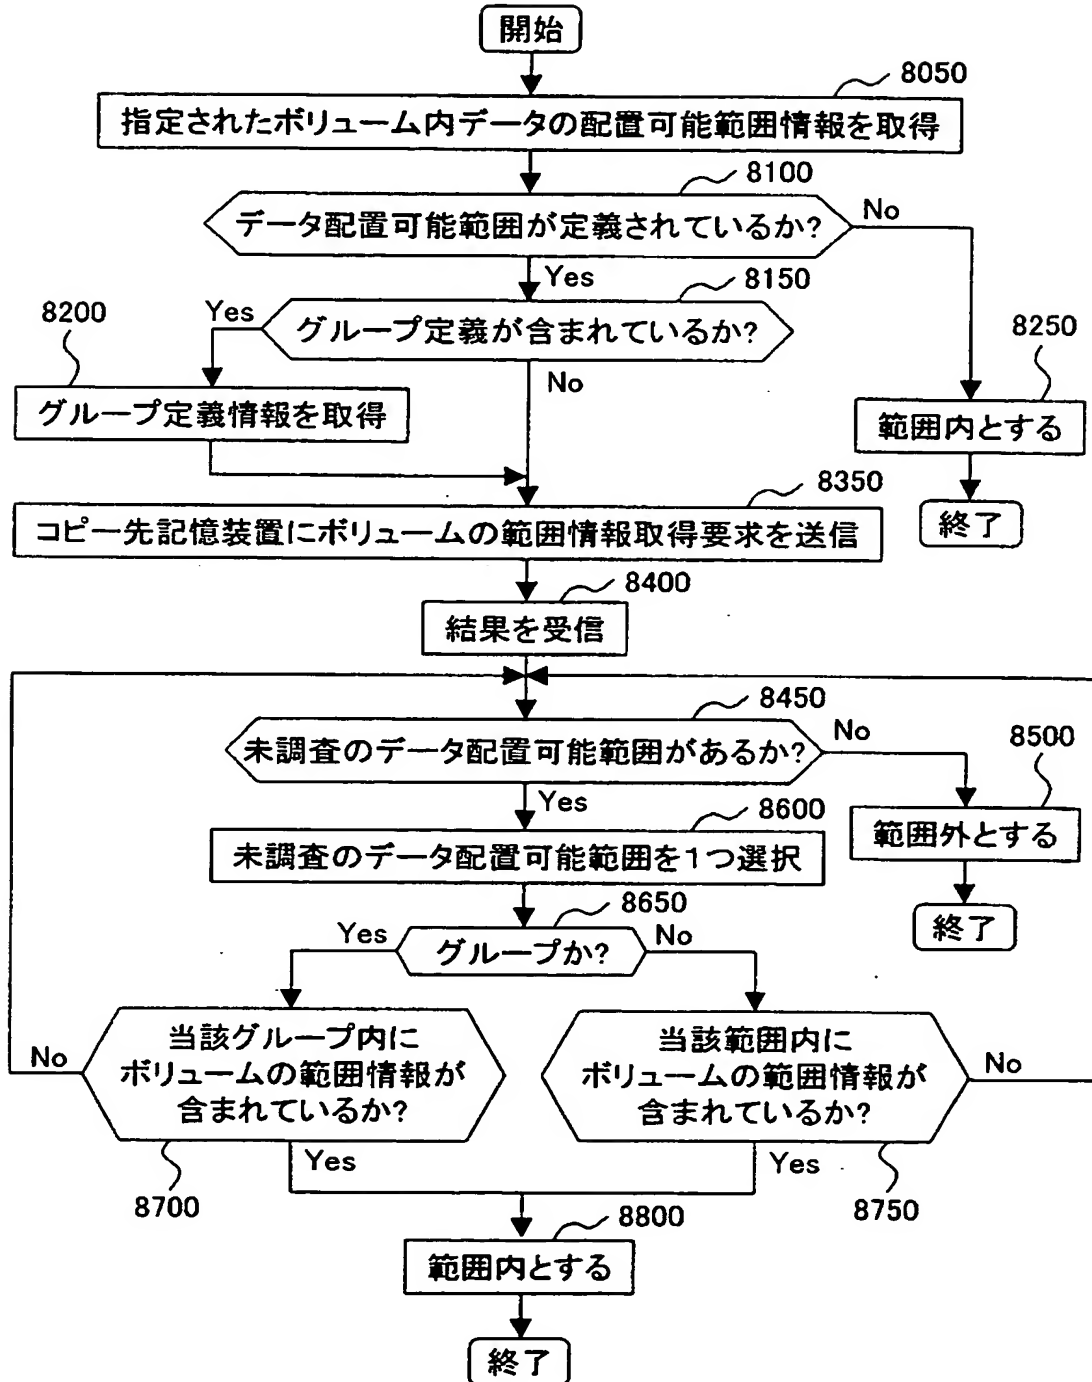 開始
8050
指定されたボリューム内データの配置可能範囲情報を取得
8100
データ配置可能範囲が定義されているか?
No
Yes
8150
グループ定義が含まれているか?
Yes
8200
No
8250
グループ定義情報を取得
範囲内とする
終了
8350
コピー先記憶装置にボリュームの範囲情報取得要求を送信
8400
結果を受信
8450
未調査のデータ配置可能範囲があるか?
No
8500
Yes
8600
範囲外とする
未調査のデータ配置可能範囲を1つ選択
終了
8650
グループか?
Yes
No
当該グループ内に
ボリュームの範囲情報が
含まれているか?
No
当該範囲内に
ボリュームの範囲情報が
含まれているか?
No
Yes
Yes
8700
8750
8800
範囲内とする
終了